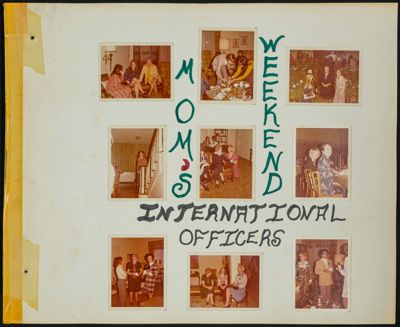 MOM'S
WEEKEND
INTERNATIONAL
OFFICERS